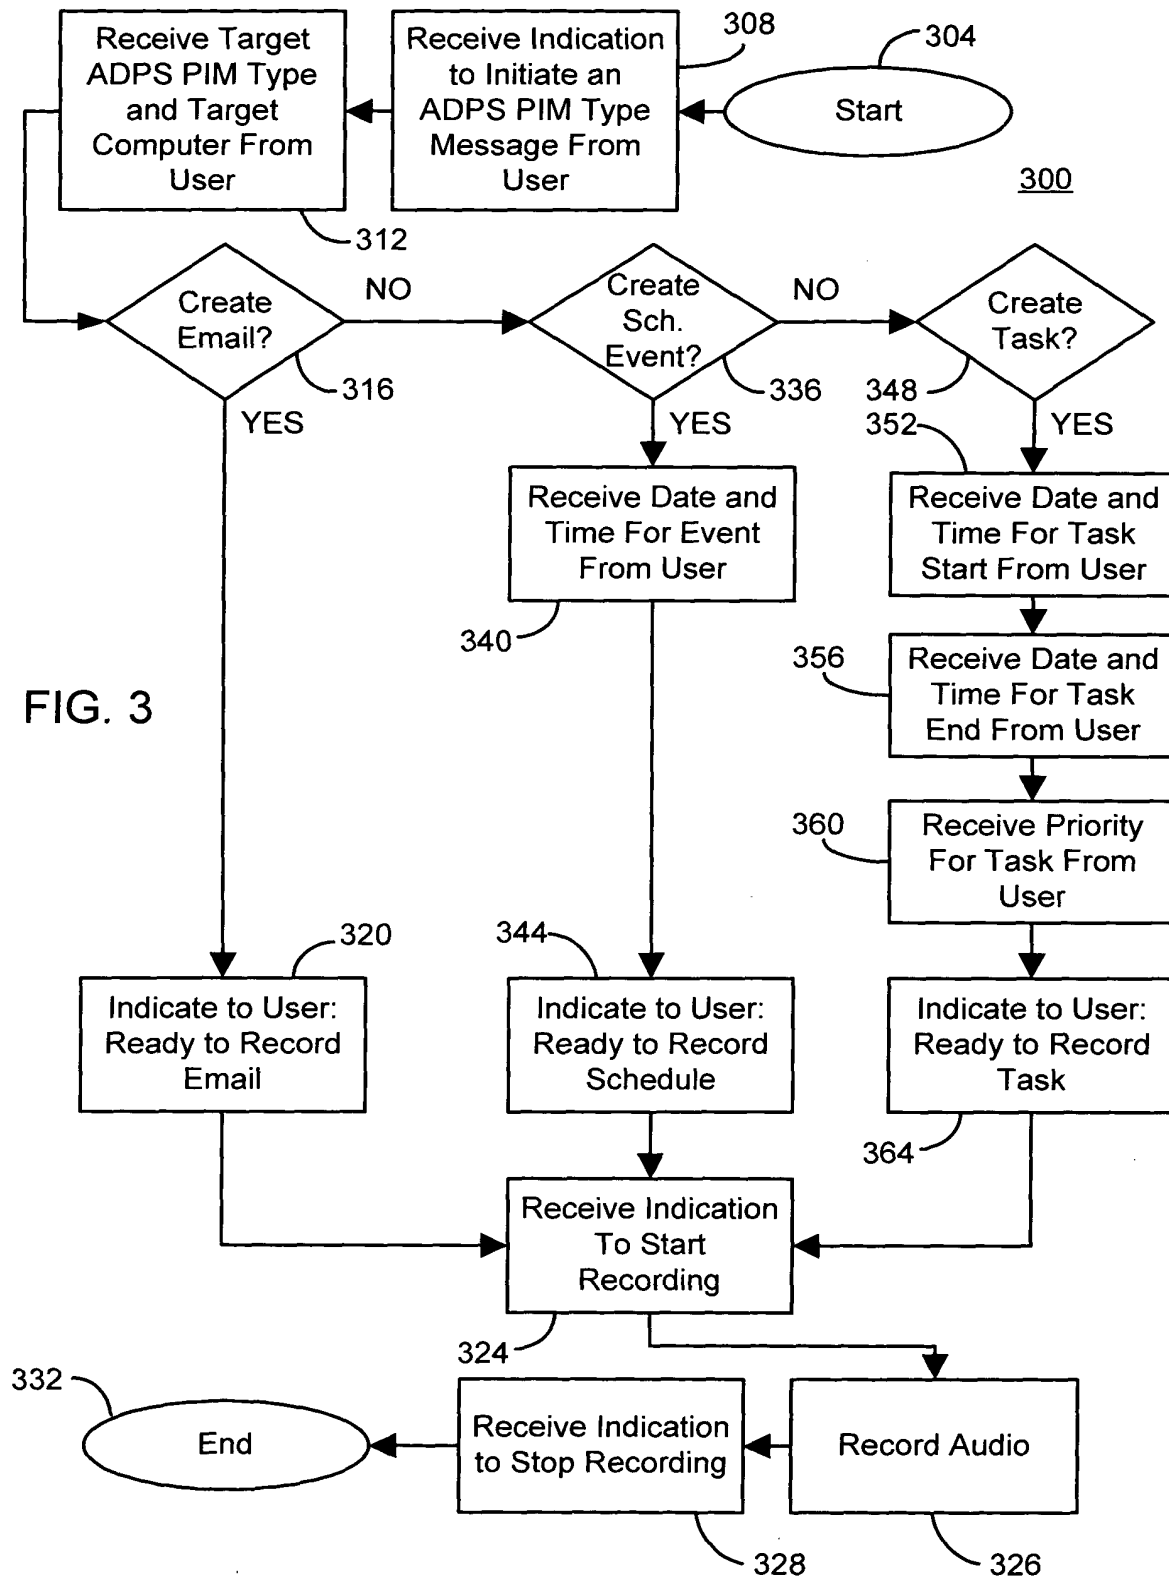 Receive Target
ADPS PIM Type
and Target
Computer From
User
312
Receive Indication
to Initiate an
ADPS PIM Type
Message From
User
308
304
Start
300
Create
Email?
316
NO
YES
Create
Sch.
Event?
336
NO
YES
Create
Task?
348
YES
352
Receive Date and
Time For Event
From User
340
Receive Date and
Time For Task
Start From User
356
Receive Date and
Time For Task
End From User
FIG. 3
360
Receive Priority
For Task From
User
320
Indicate to User:
Ready to Record
Email
344
Indicate to User:
Ready to Record
Schedule
Indicate to User:
Ready to Record
Task
364
Receive Indication
To Start
Recording
324
332
End
Receive Indication
to Stop Recording
328
Record Audio
326